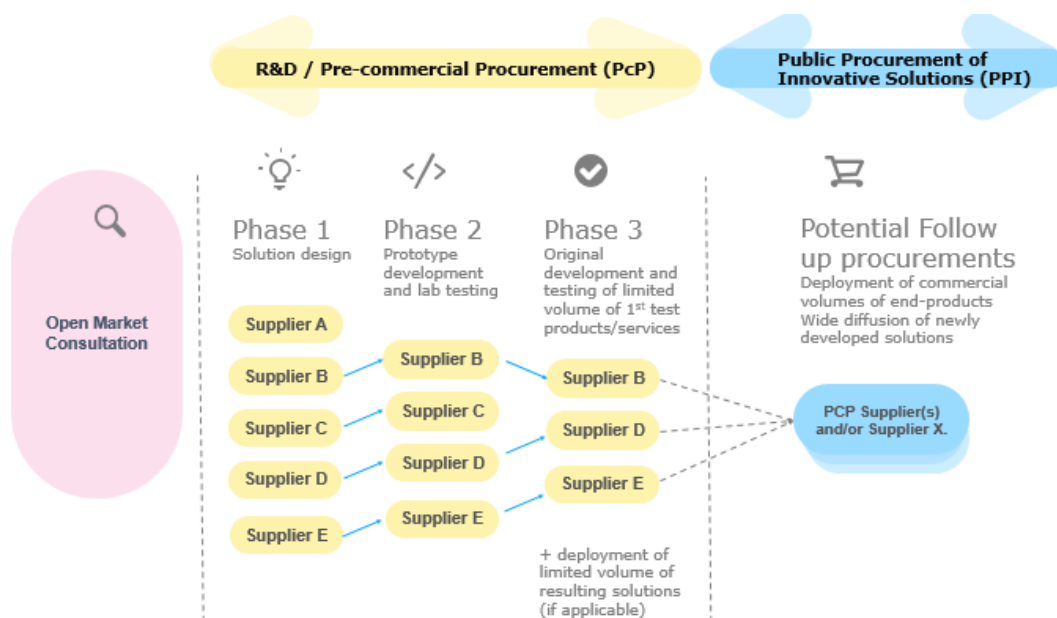 R&D / Pre-commercial Procurement (PcP)
Public Procurement of
Innovative Solutions (PPI)
Open Market
Consultation
</>
Phase 1
Solution design
Supplier A
Supplier B
Supplier C
Supplier D
Supplier E
Phase 2
Prototype
development
and lab testing
Supplier B
Supplier C
Supplier D
Supplier E
Phase 3
Original
development and
testing of limited
volume of 1st test
products/services
Supplier B
Supplier D
Supplier E
+ deployment of
limited volume of
resulting solutions
(if applicable)
Potential Follow
up procurements
Deployment of commercial
volumes of end-products
Wide diffusion of newly
developed solutions
PCP Supplier(s)
and/or Supplier X.